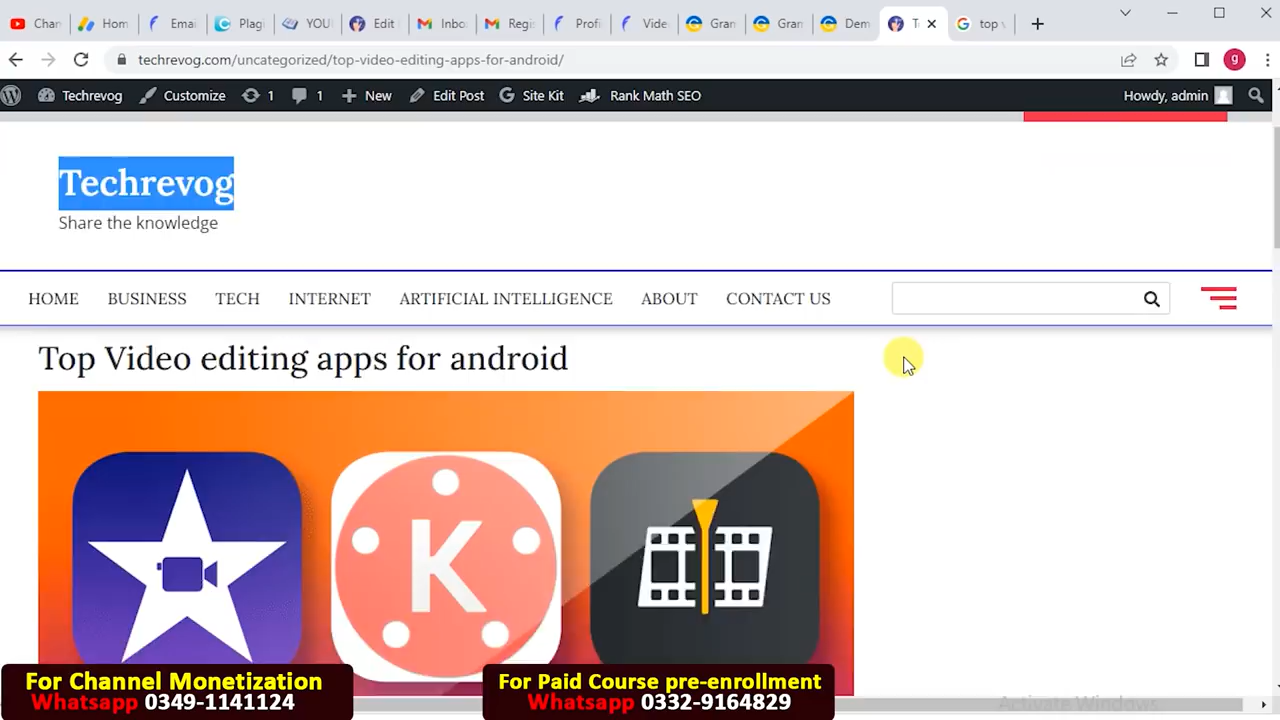 Chan
Hom
Emai
Plag
YOU
Edit
Inbo
Regi
Profi
Vide
Gran
Gran
Dem
top v
techrevog.com/uncategorized/top-video-editing-apps-for-android/
g
Techrevog
Customize
1
1
New
Edit Post
Site Kit
Rank Math SEO
Howdy, admin
Techrevog
Share the knowledge
HOME
BUSINESS
TECH
INTERNET
ARTIFICIAL INTELLIGENCE
ABOUT
CONTACT US
Top Video editing apps for android
K
For Channel Monetization
Whatsapp 0349-1141124
For Paid Course pre-enrollment
Whatsapp 0332-9164829
Activate Windows